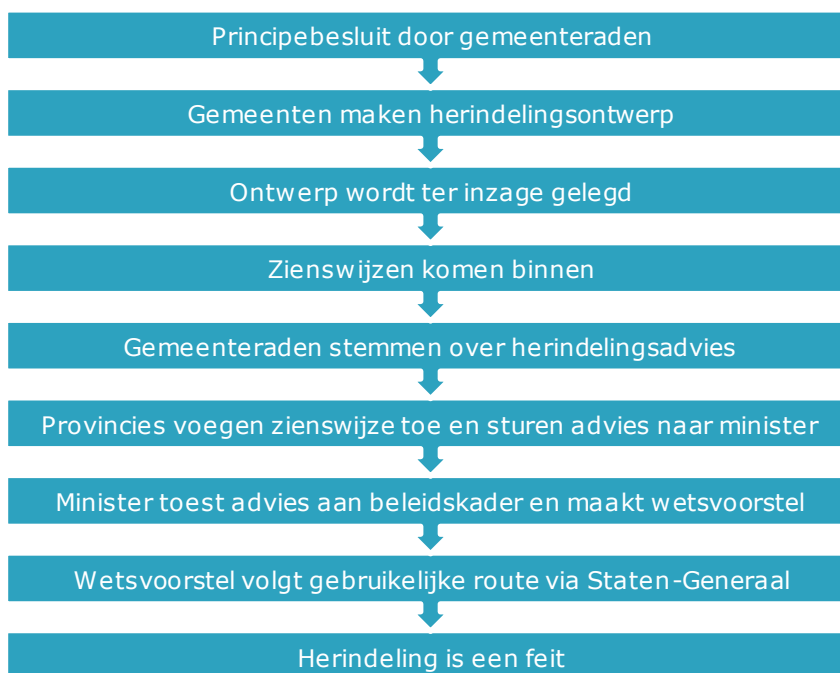 Principebesluit door gemeenteraden
Gemeenten maken herindelingsontwerp
Ontwerp wordt ter inzage gelegd
Zienswijzen komen binnen
Gemeenteraden stemmen over herindelingsadvies
Provincies voegen zienswijze toe en sturen advies naar minister
Minister toest advies aan beleidskader en maakt wetsvoorstel
Wetsvoorstel volgt gebruikelijke route via Staten-Generaal
Herindeling is een feit